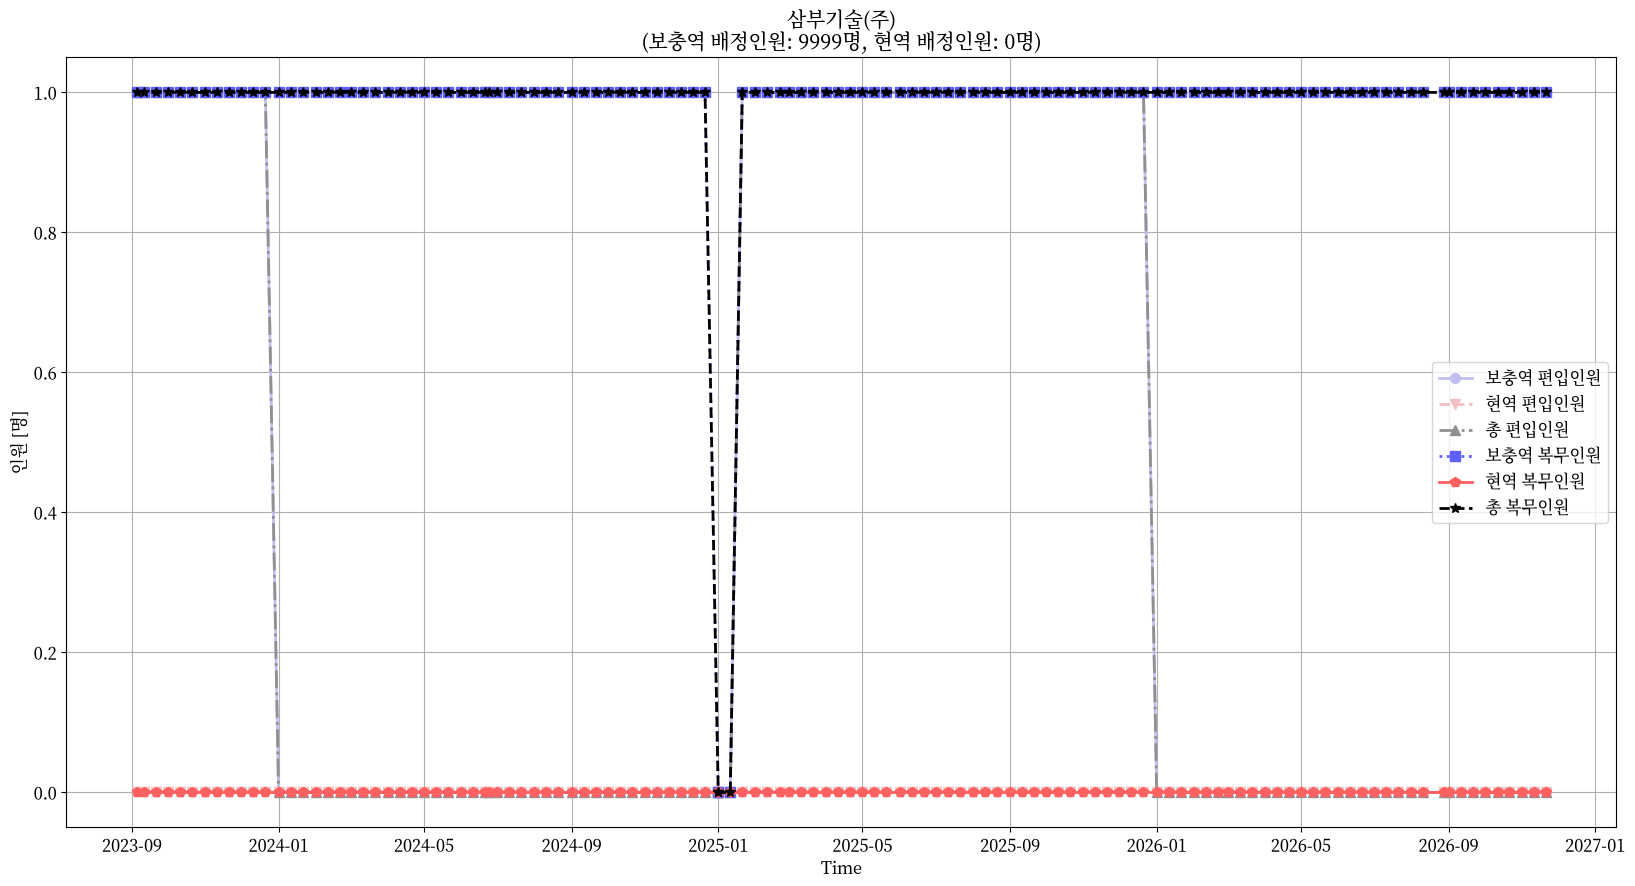 삼부기술(주)
(보충역 배정인원: 9999명, 현역 배정인원: 0명)
인원 [명]
1.0
0.8
0.6
0.4
0.2
0.0
보충역 편입인원
현역 편입인원
총 편입인원
보충역 복무인원
현역 복무인원
총 복무인원
2023-09 2024-01 2024-05 2024-09 2025-01 2025-05 2025-09 2026-01 2026-05 2026-09 2027-01
Time